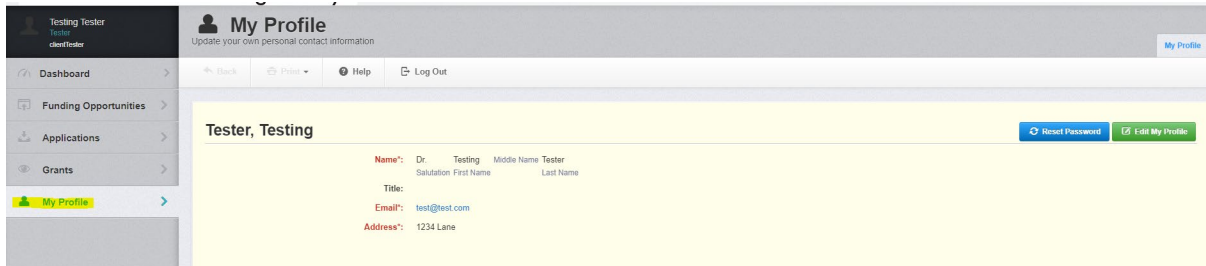 Testing Tester
Tester
clientTester
My Profile
Update your own personal contact information
My Profile
Dashboard
Back Print Help Log Out
Funding Opportunities
Applications
Grants
My Profile
Tester, Testing
Reset Password Edit My Profile
Name*: Dr. Testing Middle Name Tester
Salutation First Name Last Name
Title:
Email*: test@test.com
Address*: 1234 Lane